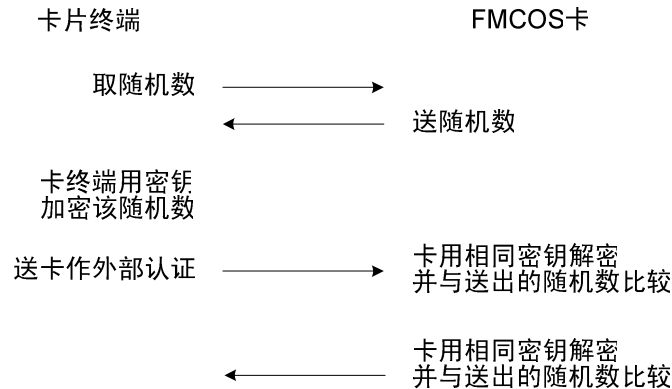 卡片终端
FMCOS卡
取随机数
送随机数
卡终端用密钥
加密该随机数
送卡作外部认证
卡用相同密钥解密
并与送出的随机数比较
卡用相同密钥解密
并与送出的随机数比较